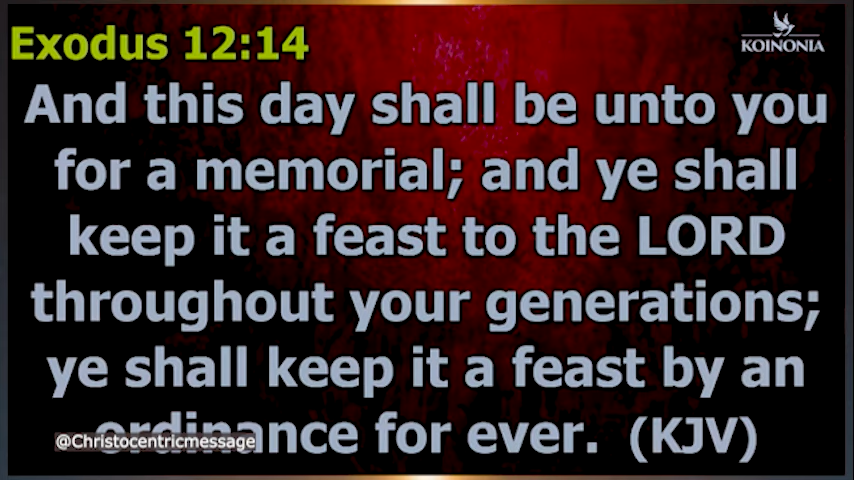 Exodus 12:14
KOINONIA
And this day shall be unto you
for a memorial; and ye shall
keep it a feast to the LORD
throughout your generations;
ye shall keep it a feast by an
ordinance for ever. (KJV)
@Christocentricmessage